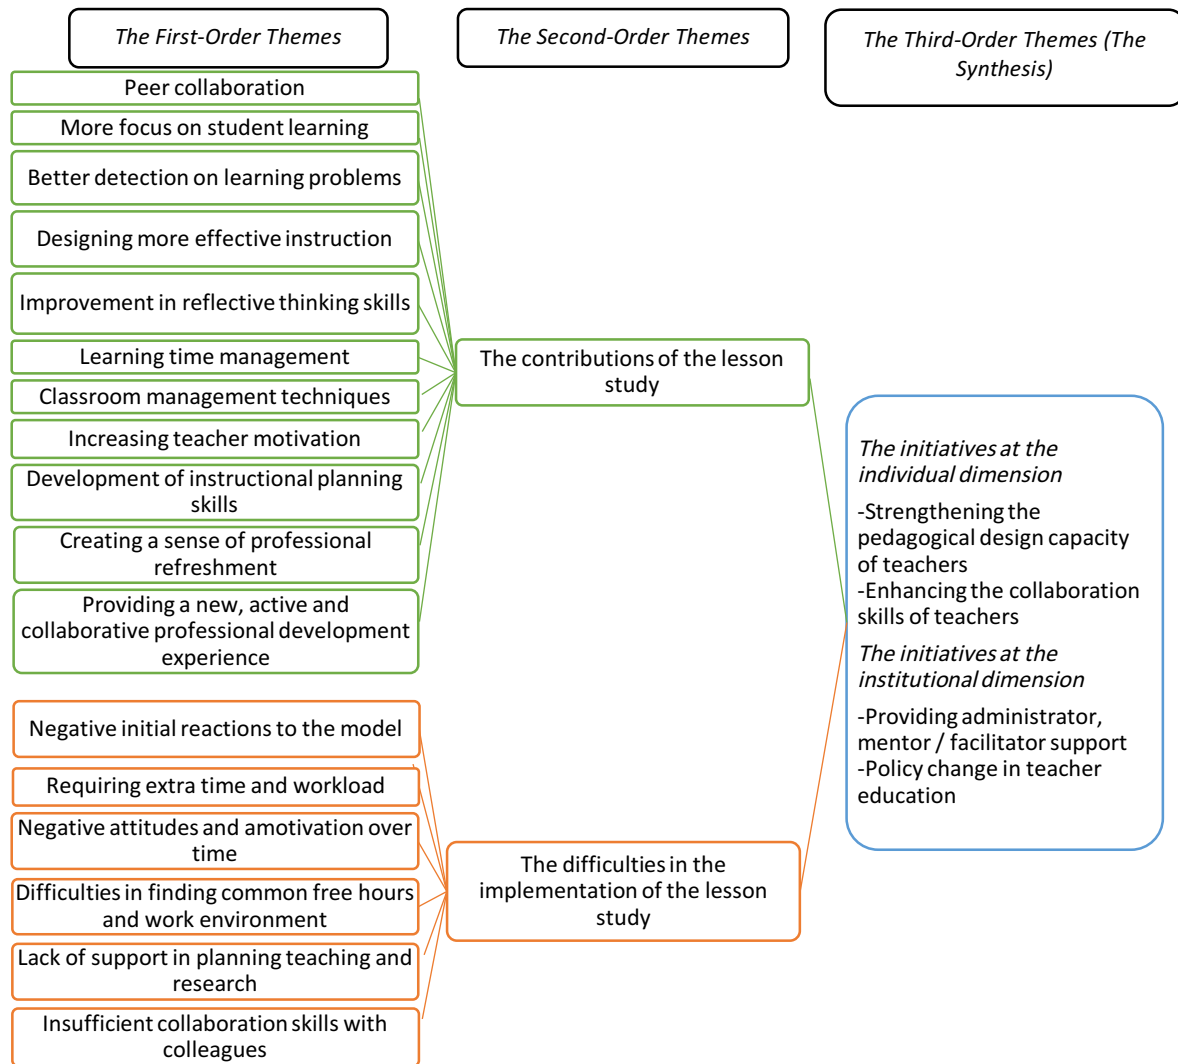 The First-Order Themes
The Second-Order Themes
The Third-Order Themes (The
Synthesis)
Peer collaboration
More focus on student learning
Better detection on learning problems
Designing more effective instruction
Improvement in reflective thinking skills
Learning time management
Classroom management techniques
Increasing teacher motivation
Development of instructional planning
skills
Creating a sense of professional
refreshment
Providing a new, active and
collaborative professional development
experience
Negative initial reactions to the model
Requiring extra time and workload
Negative attitudes and amotivation over
time
Difficulties in finding common free hours
and work environment
Lack of support in planning teaching and
research
Insufficient collaboration skills with
colleagues
The contributions of the lesson
study
The difficulties in the
implementation of the lesson
study
The initiatives at the
individual dimension
-Strengthening the
pedagogical design capacity
of teachers
-Enhancing the collaboration
skills of teachers
The initiatives at the
institutional dimension
-Providing administrator,
mentor / facilitator support
-Policy change in teacher
education